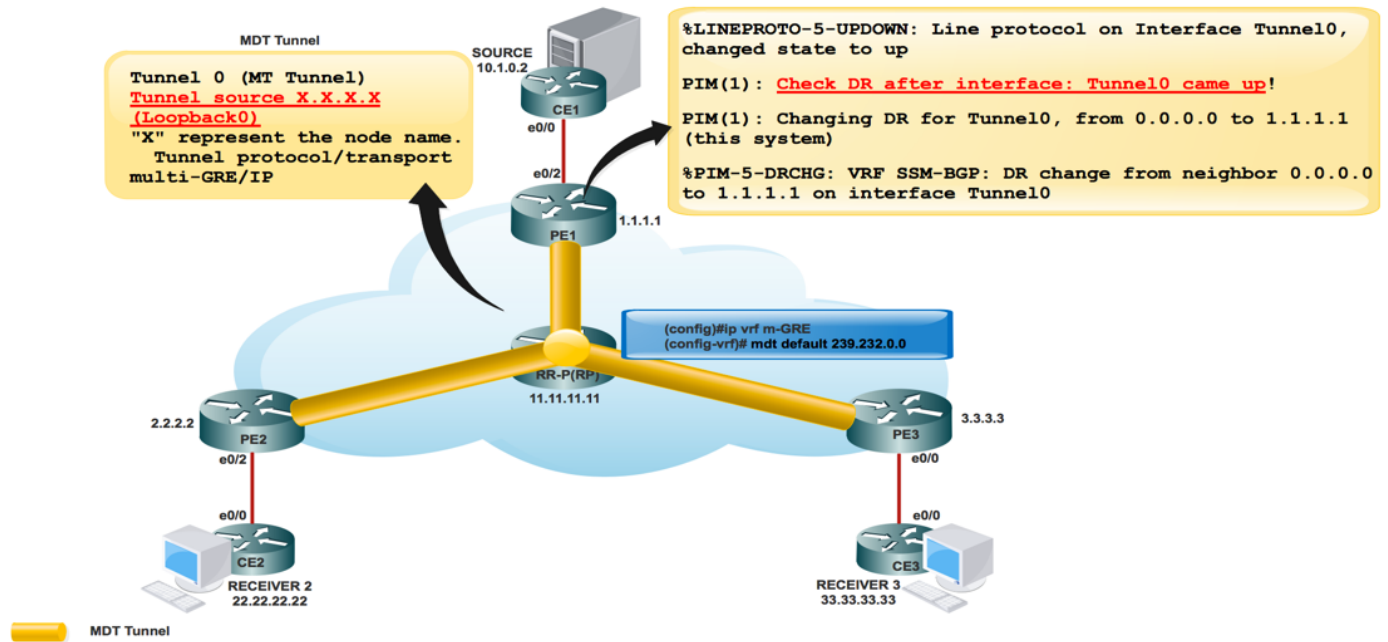 MDT Tunnel
Tunnel 0 (MT Tunnel)
Tunnel source X.X.X.X
(Loopback0)
"X" represent the node name.
Tunnel protocol/transport
multi-GRE/IP
SOURCE
10.1.0.2
CE1
e0/0
%LINEPROTO-5-UPDOWN: Line protocol on Interface Tunnel0,
changed state to up
PIM(1): Check DR after interface: Tunnel0 came up!
PIM(1): Changing DR for Tunnel0, from 0.0.0.0 to 1.1.1.1
(this system)
%PIM-5-DRCHG: VRF SSM-BGP: DR change from neighbor 0.0.0.0
to 1.1.1.1 on interface Tunnel0
e0/2
1.1.1.1
PE1
(config)#ip vrf m-GRE
(config-vrf)# mdt default 239.232.0.0
RR-P(RP)
11.11.11.11
2.2.2.2
PE2
e0/2
3.3.3.3
PE3
e0/0
e0/0
CE2
RECEIVER 2
22.22.22.22
e0/0
CE3
RECEIVER 3
33.33.33.33
MDT Tunnel